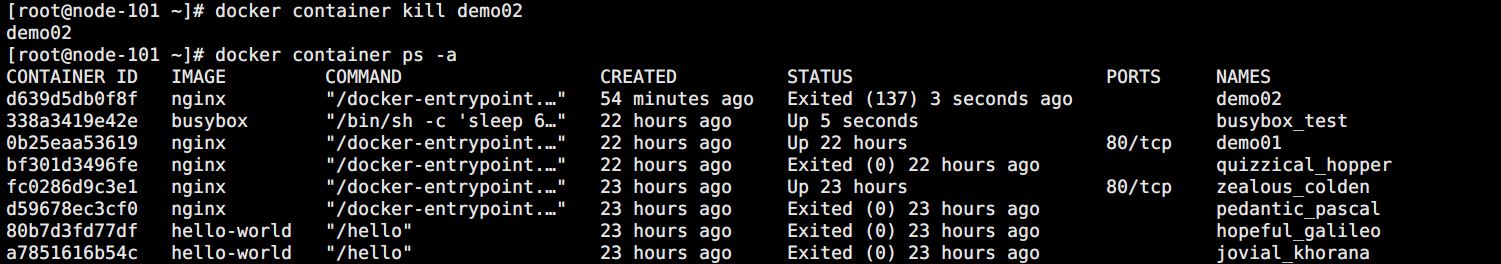 [root@node-101 ~]# docker container kill demo02
demo02
[root@node-101 ~]# docker container ps -a
CONTAINER ID   IMAGE         COMMAND                  CREATED          STATUS                       PORTS     NAMES
d639d5db0f8f   nginx         "/docker-entrypoint.…"   54 minutes ago   Exited (137) 3 seconds ago             demo02
338a3419e42e   busybox       "/bin/sh -c 'sleep 6…"   22 hours ago     Up 5 seconds                           busybox_test
0b25eaa53619   nginx         "/docker-entrypoint.…"   22 hours ago     Up 22 hours                  80/tcp    demo01
bf301d3496fe   nginx         "/docker-entrypoint.…"   22 hours ago     Exited (0) 22 hours ago                quizzical_hopper
fc0286d9c3e1   nginx         "/docker-entrypoint.…"   23 hours ago     Up 23 hours                  80/tcp    zealous_colden
d59678ec3cf0   nginx         "/docker-entrypoint.…"   23 hours ago     Exited (0) 23 hours ago                pedantic_pascal
80b7d3fd77df   hello-world   "/hello"                 23 hours ago     Exited (0) 23 hours ago                hopeful_galileo
a7851616b54c   hello-world   "/hello"                 23 hours ago     Exited (0) 23 hours ago                jovial_khorana